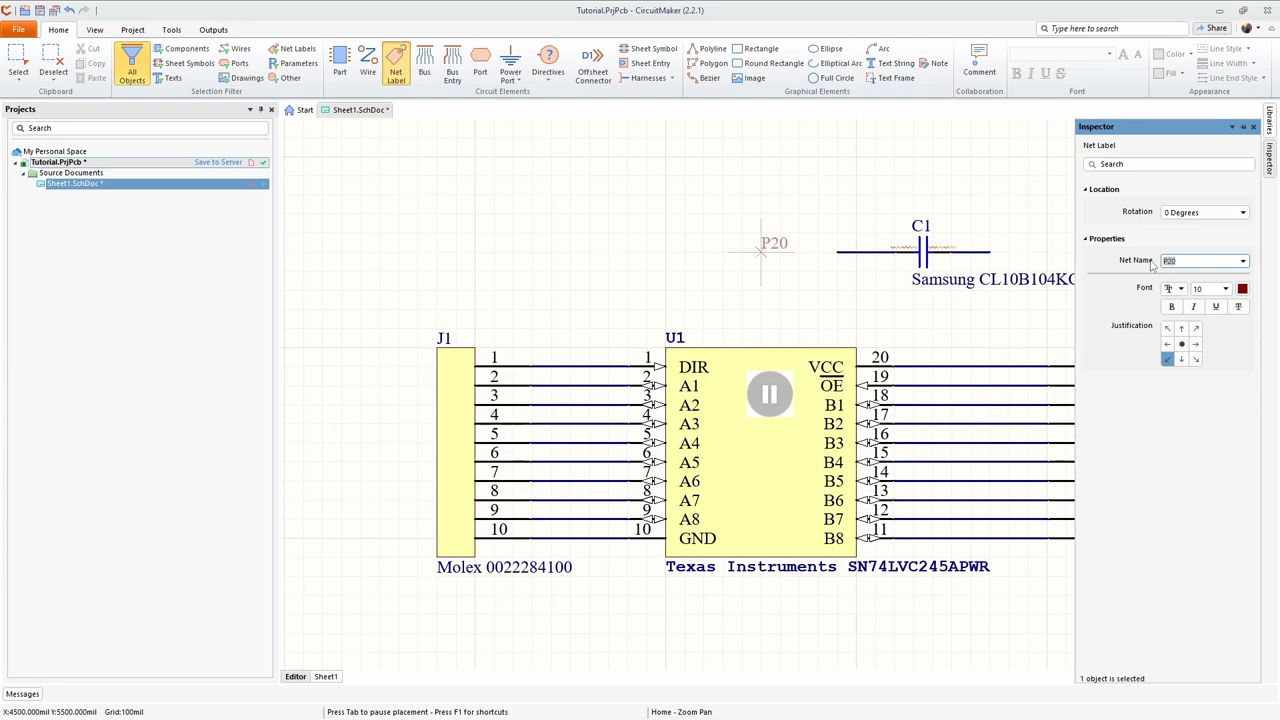 Tutorial.PrjPcb - CircuitMaker (2.2.1)
File Home View Project Tools Outputs
Type here to search
Share
Select
Deselect
Cut
Copy
Paste
Clipboard
All Objects
Components
Sheet Symbols
Texts
Wires
Ports
Drawings
Net Labels
Parameters
Other
Selection Filter
Part
Wire
Net Label
Bus
Bus Entry
Port
Power Port
Directives
Offsheet Connector
Sheet Symbol
Sheet Entry
Harnesses
Circuit Elements
Polyline
Polygon
Bezier
Rectangle
Round Rectangle
Image
Ellipse
Elliptical Arc
Full Circle
Arc
Text String
Text Frame
Note
Graphical Elements
Comment
Collaboration
A A
B I U S
Font
Color
Fill
Line Style
Line Width
Line End Style
Appearance
Projects
Search
My Personal Space
Tutorial.PrjPcb *
Save to Server
Source Documents
Sheet1.SchDoc *
Start
Sheet1.SchDoc *
P20
C1
Samsung CL10B104KC
J1
1
2
3
4
5
6
7
8
9
10
Molex 0022284100
U1
1 DIR VCC 20
2 A1 OE 19
3 A2 B1 18
4 A3 B2 17
5 A4 B3 16
6 A5 B4 15
7 A6 B5 14
8 A7 B6 13
9 A8 B7 12
10 GND B8 11
Texas Instruments SN74LVC245APWR
Inspector
Net Label
Search
Location
Rotation 0 Degrees
Properties
Net Name P20
Font 10
B I U T
Justification
1 object is selected
Libraries
Inspector
Editor Sheet1
Messages
X:4500.000mil Y:5500.000mil Grid:100mil
Press Tab to pause placement - Press F1 for shortcuts
Home - Zoom Pan